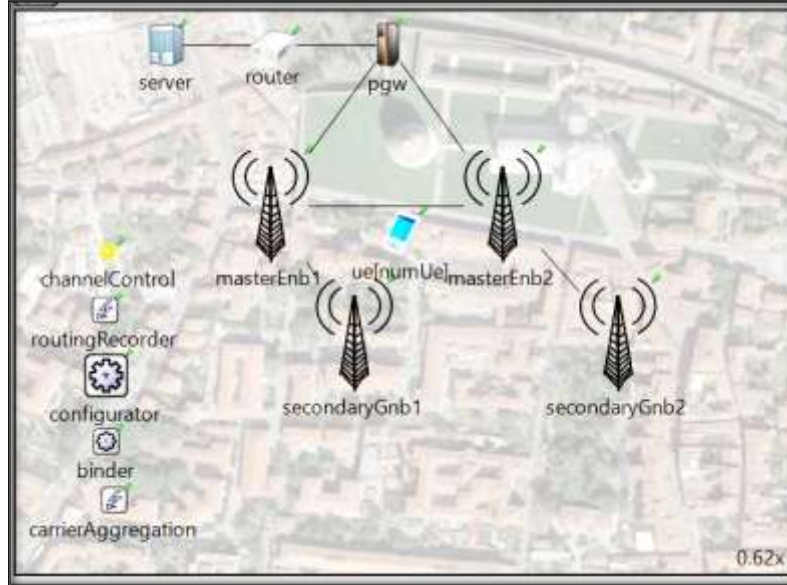 server
router
pgw
masterEnb1
ue[numUe]
masterEnb2
channelControl
routingRecorder
configurator
secondaryGnb1
secondaryGnb2
binder
carrierAggregation
0.62x